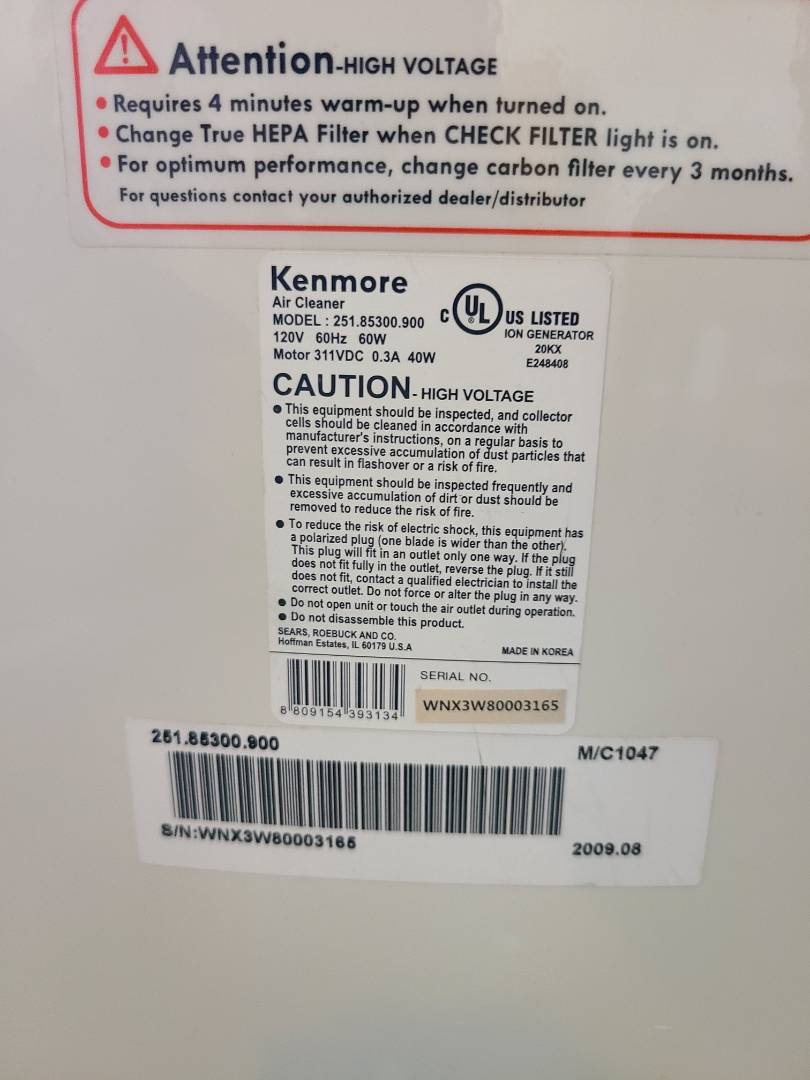 Attention-HIGH VOLTAGE
• Requires 4 minutes warm-up when turned on.
• Change True HEPA Filter when CHECK FILTER light is on.
• For optimum performance, change carbon filter every 3 months.
For questions contact your authorized dealer/distributor
Kenmore
Air Cleaner
MODEL : 251.85300.900
120V 60Hz 60W
Motor 311VDC 0.3A 40W
C UL ® US LISTED
ION GENERATOR
20KX
E248408
CAUTION- HIGH VOLTAGE
● This equipment should be inspected, and collector
cells should be cleaned in accordance with
manufacturer's instructions, on a regular basis to
prevent excessive accumulation of dust particles that
can result in flashover or a risk of fire.
● This equipment should be inspected frequently and
excessive accumulation of dirt or dust should be
removed to reduce the risk of fire.
● To reduce the risk of electric shock, this equipment has
a polarized plug (one blade is wider than the other).
This plug will fit in an outlet only one way. If the plug
does not fit fully in the outlet, reverse the plug. If it still
does not fit, contact a qualified electrician to install the
correct outlet. Do not force or alter the plug in any way.
● Do not open unit or touch the air outlet during operation.
● Do not disassemble this product.
SEARS, ROEBUCK AND CO.
Hoffman Estates, IL 60179 U.S.A
MADE IN KOREA
8 809154 393134
SERIAL NO.
WNX3W80003165
251.85300.900
M/C1047
S/N:WNX3W80003165
2009.08